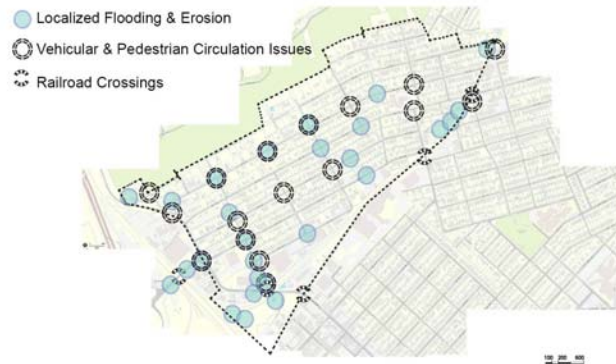 Localized Flooding & Erosion
Vehicular & Pedestrian Circulation Issues
Railroad Crossings